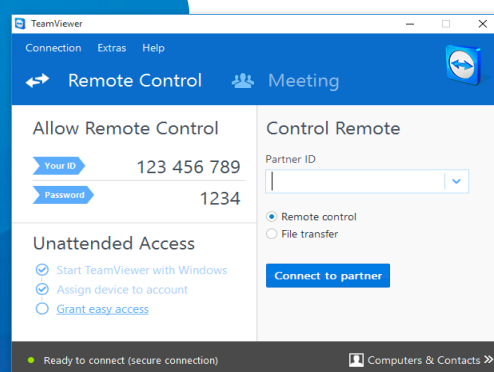 TeamViewer
Connection Extras Help
Remote Control Meeting
Allow Remote Control
Your ID 123 456 789
Password 1234
Unattended Access
Start TeamViewer with Windows
Assign device to account
Grant easy access
Control Remote
Partner ID
Remote control
File transfer
Connect to partner
Ready to connect (secure connection) Computers & Contacts